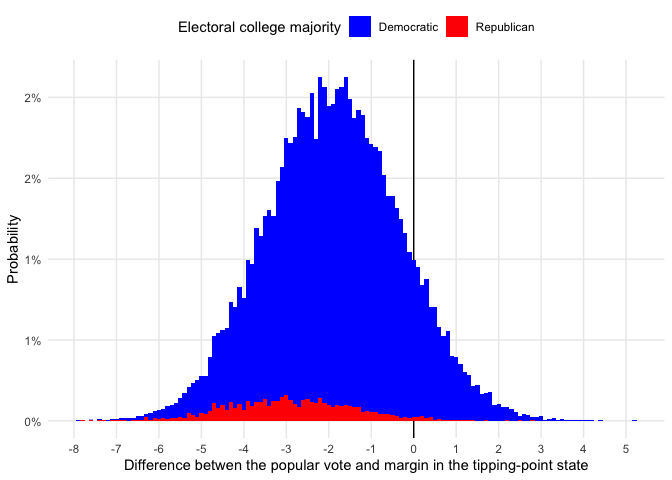 Electoral college majority Democratic Republican
2%
2%
1%
1%
0%
Probability
-8 -7 -6 -5 -4 -3 -2 -1 0 1 2 3 4 5
Difference betwen the popular vote and margin in the tipping-point state